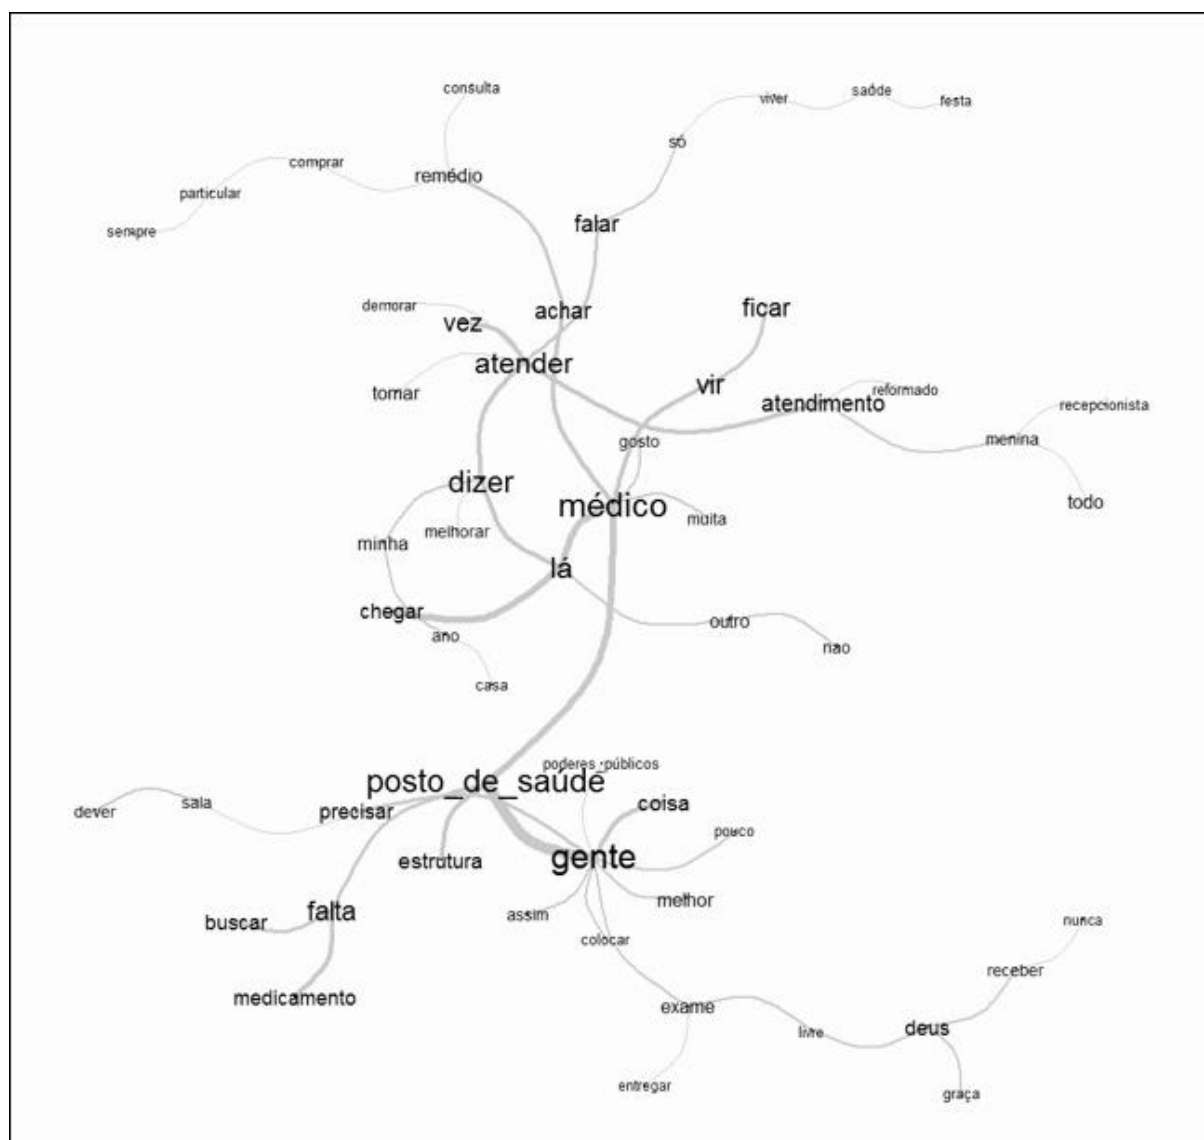 consulta
viver
saúde
festa
só
comprar
remédio
particular
falar
sempre
demorar
achar
ficar
vez
atender
vir
tomar
atendimento
reformado
recepcionista
gosto
menina
dizer
médico
todo
muita
melhorar
minha
lá
chegar
outro
ano
nao
casa
poderes_públicos
posto_de_saúde
dever
sala
precisar
coisa
pouco
estrutura
gente
melhor
falta
buscar
assim
nunca
colocar
receber
medicamento
exame
livre
deus
entregar
graça